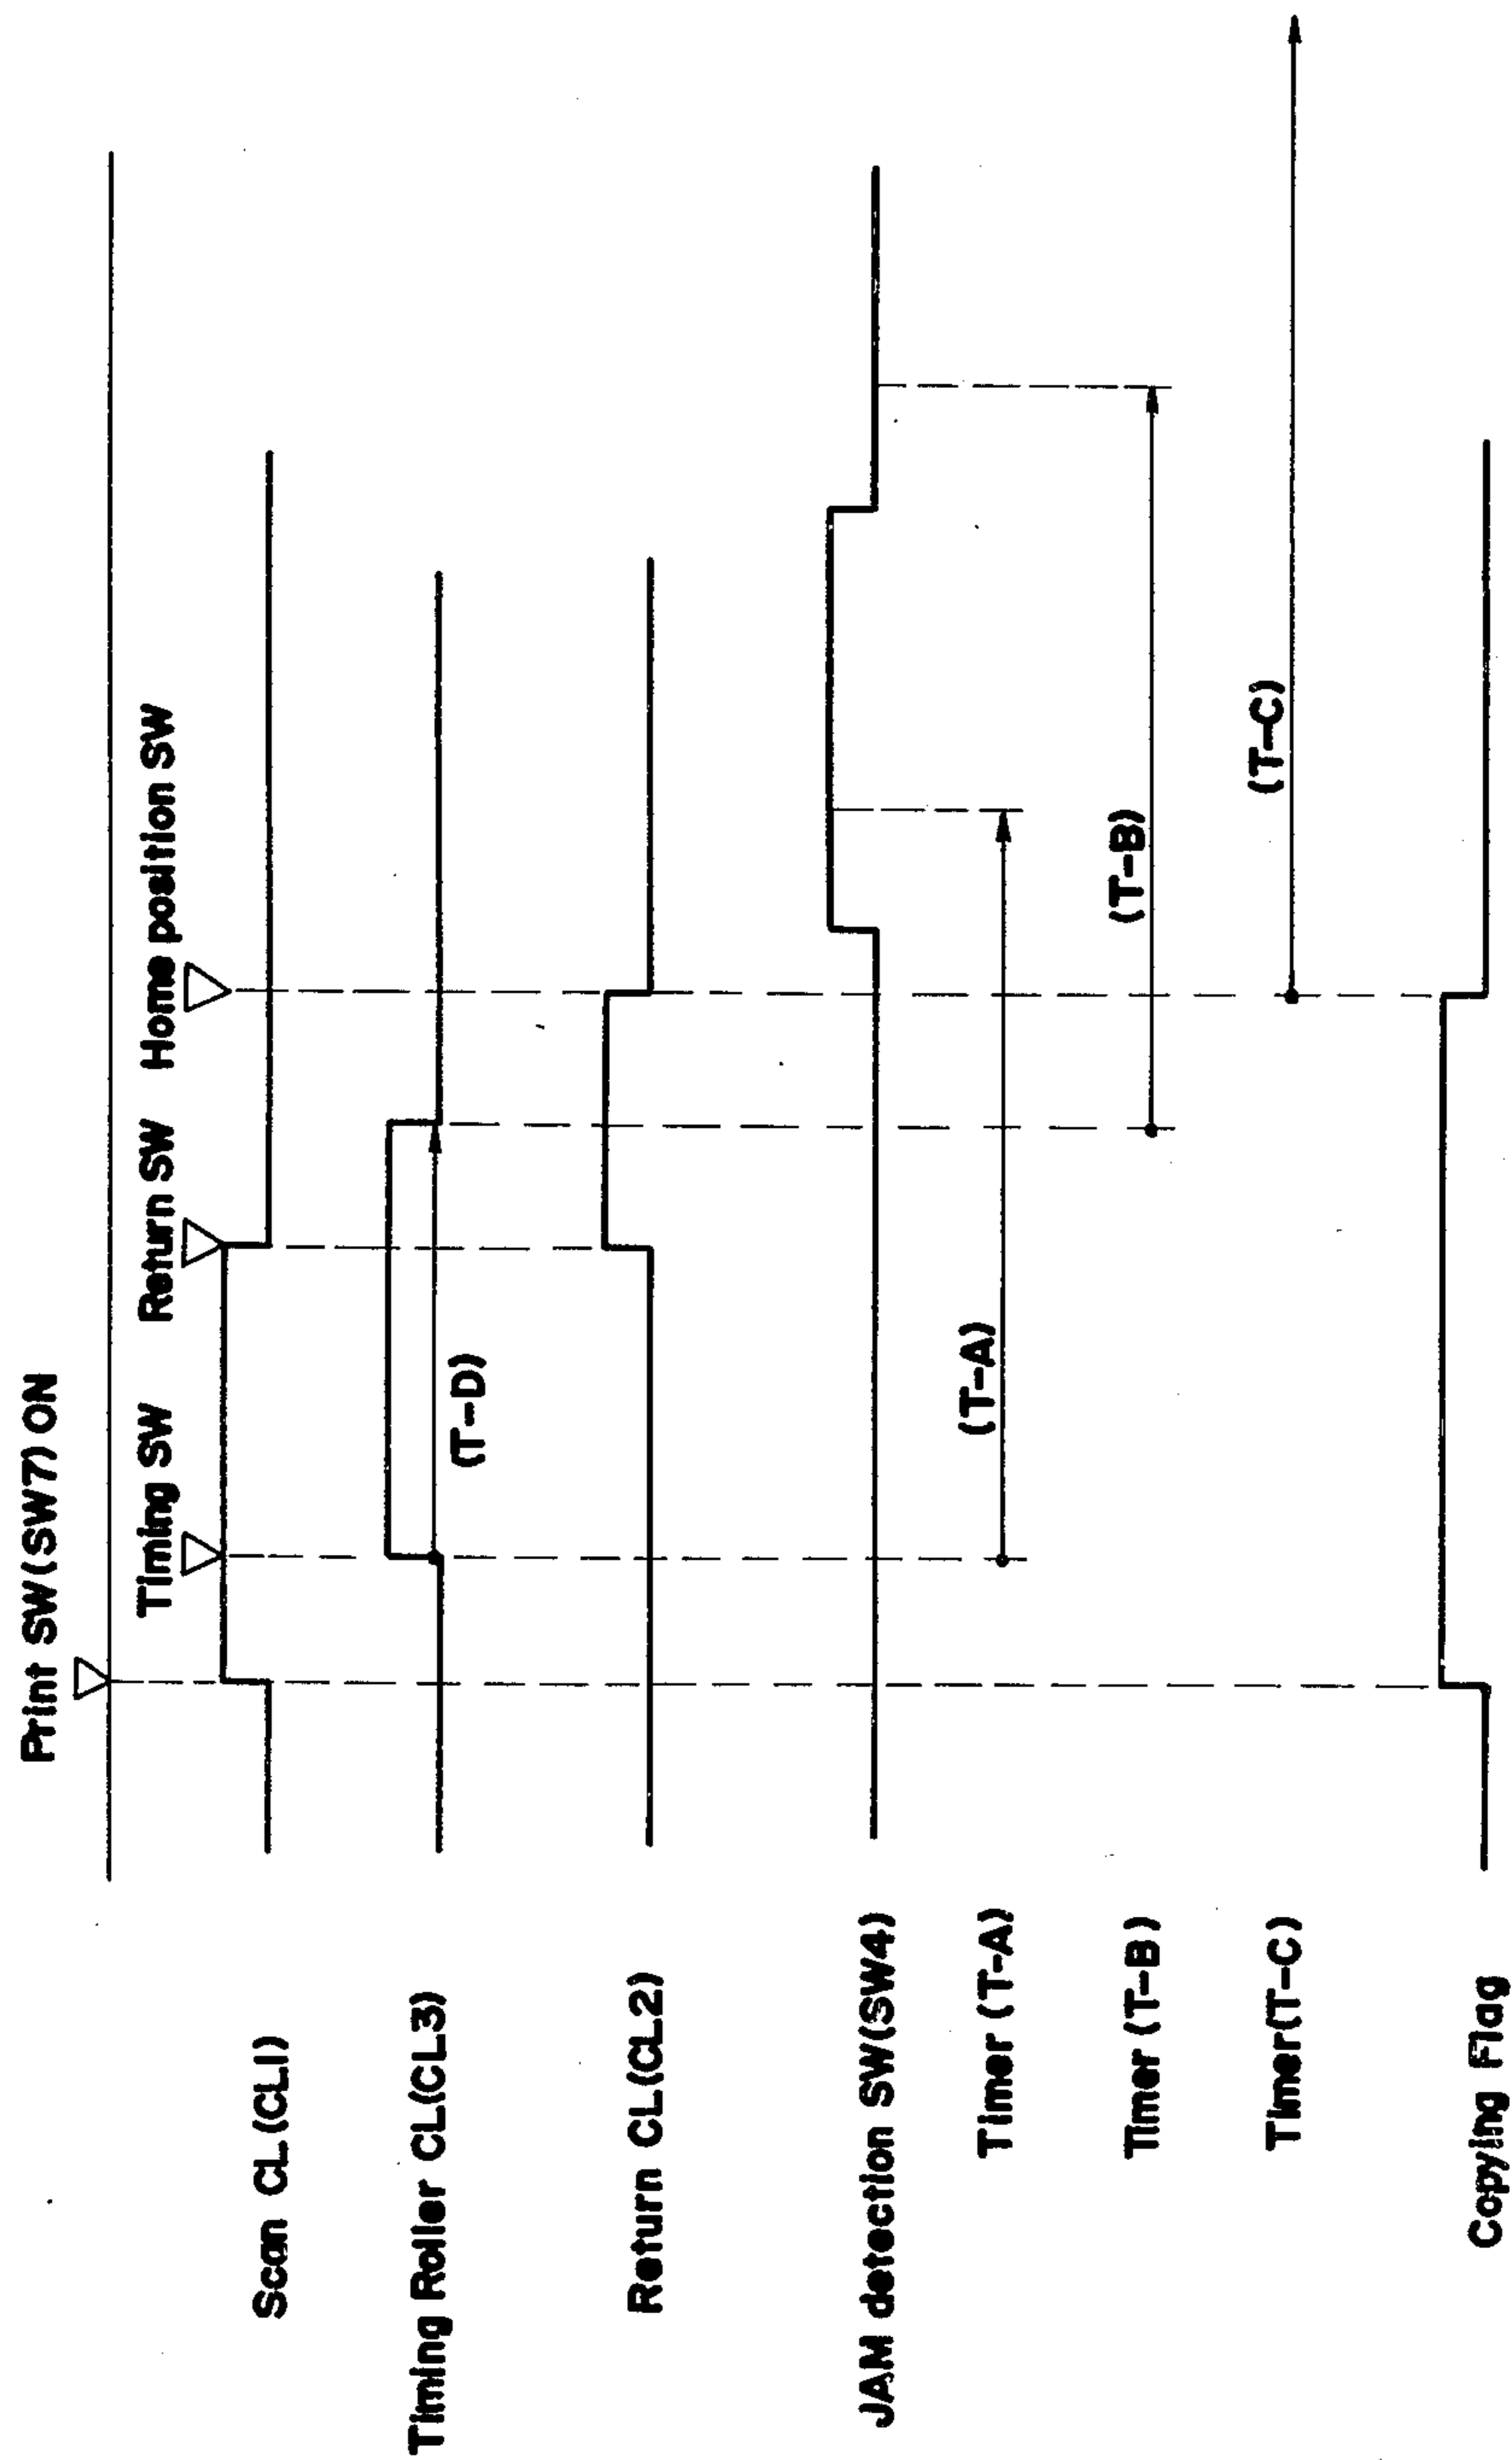 Print SW(SW7) ON
Timing SW
Return SW
Home position SW
Scan CL(CL1)
Timing Roller CL(CL3)
(T-D)
Return CL(CL2)
JAM detection SW(SW4)
Timer (T-A)
(T-A)
Timer (T-B)
(T-B)
Timer(T-C)
(T-C)
Copying Flag